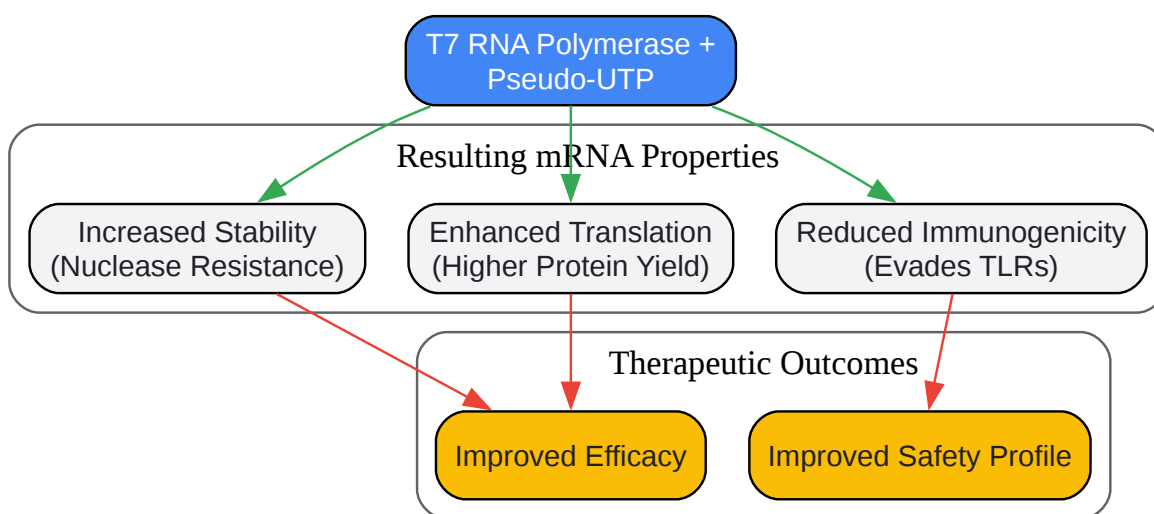 T7 RNA Polymerase +
Pseudo-UTP
Resulting mRNA Properties
Increased Stability
(Nuclease Resistance)
Enhanced Translation
(Higher Protein Yield)
Reduced Immunogenicity
(Evades TLRs)
Therapeutic Outcomes
Improved Efficacy
Improved Safety Profile